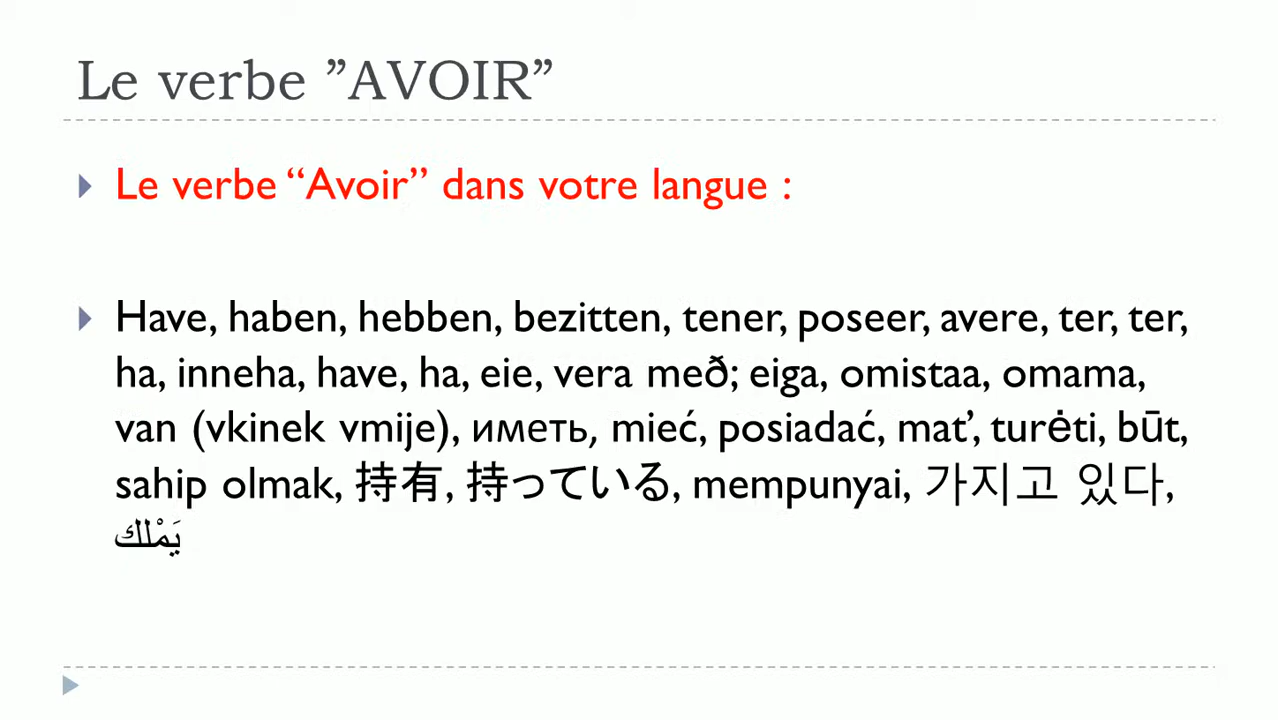 Le verbe ”AVOIR”
Le verbe “Avoir” dans votre langue :
Have, haben, hebben, bezitten, tener, poseer, avere, ter, ter,
ha, inneha, have, ha, eie, vera með; eiga, omistaa, omama,
van (vkinek vmije), иметь, mieć, posiadać, mat’, turėti, būt,
sahip olmak, 持有, 持っている, mempunyai, 가지고 있다,
يَمْلك